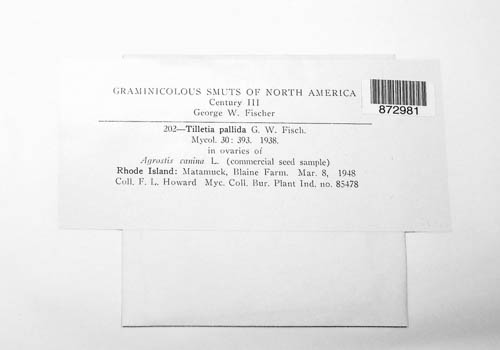 GRAMINICOLOUS SMUTS OF NORTH AMERICA
Century III
George W. Fischer
872981
202—Tilletia pallida G. W. Fisch.
Mycol. 30: 393. 1938.
in ovaries of
Agrostis canina L. (commercial seed sample)
Rhode Island: Matamuck, Blaine Farm. Mar. 8, 1948
Coll. F. L. Howard Myc. Coll. Bur. Plant Ind. no. 85478